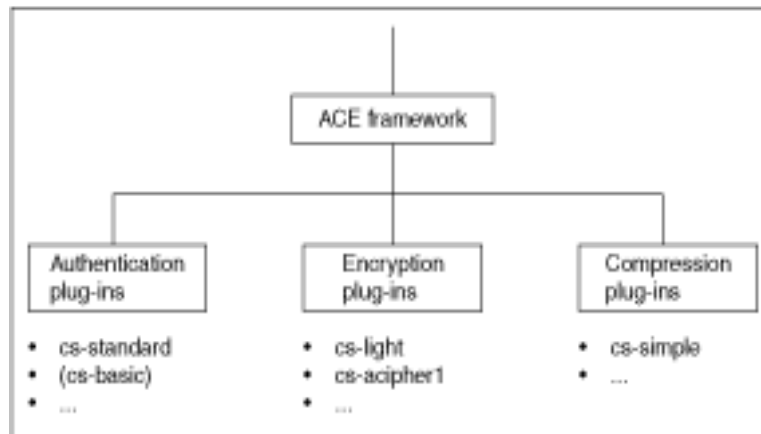 ACE framework
Authentication
plug-ins
• cs-standard
• (cs-basic)
• ...
Encryption
plug-ins
• cs-light
• cs-acipher1
• ...
Compression
plug-ins
• cs-simple
• ...